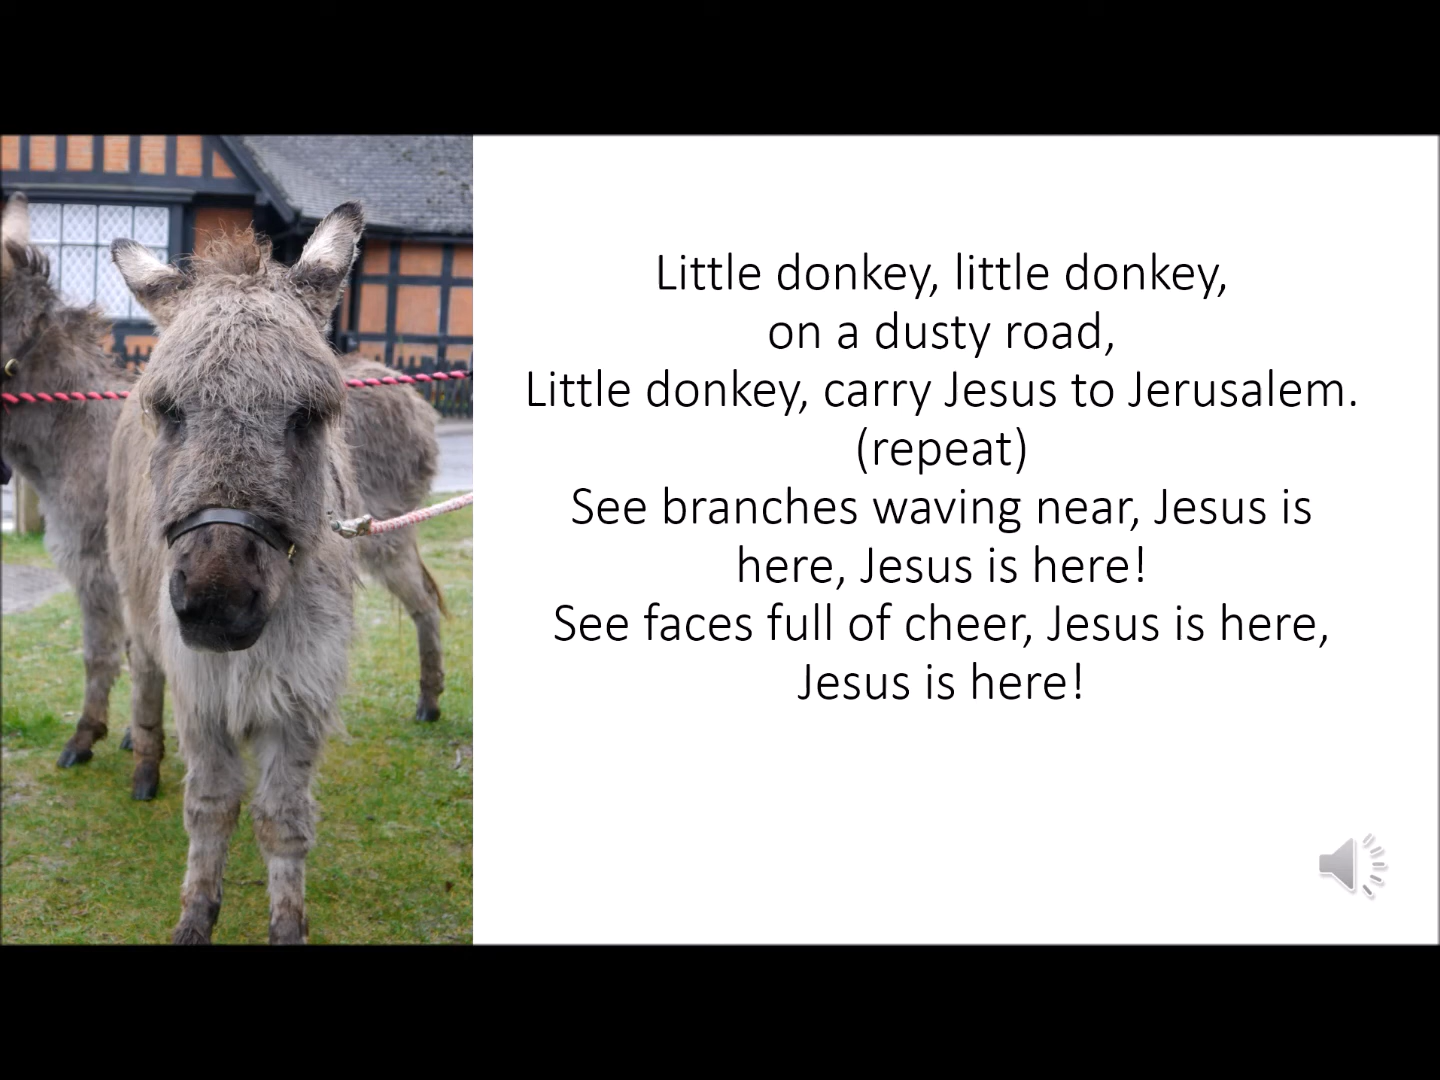 Little donkey, little donkey,
on a dusty road,
Little donkey, carry Jesus to Jerusalem.
(repeat)
See branches waving near, Jesus is
here, Jesus is here!
See faces full of cheer, Jesus is here,
Jesus is here!